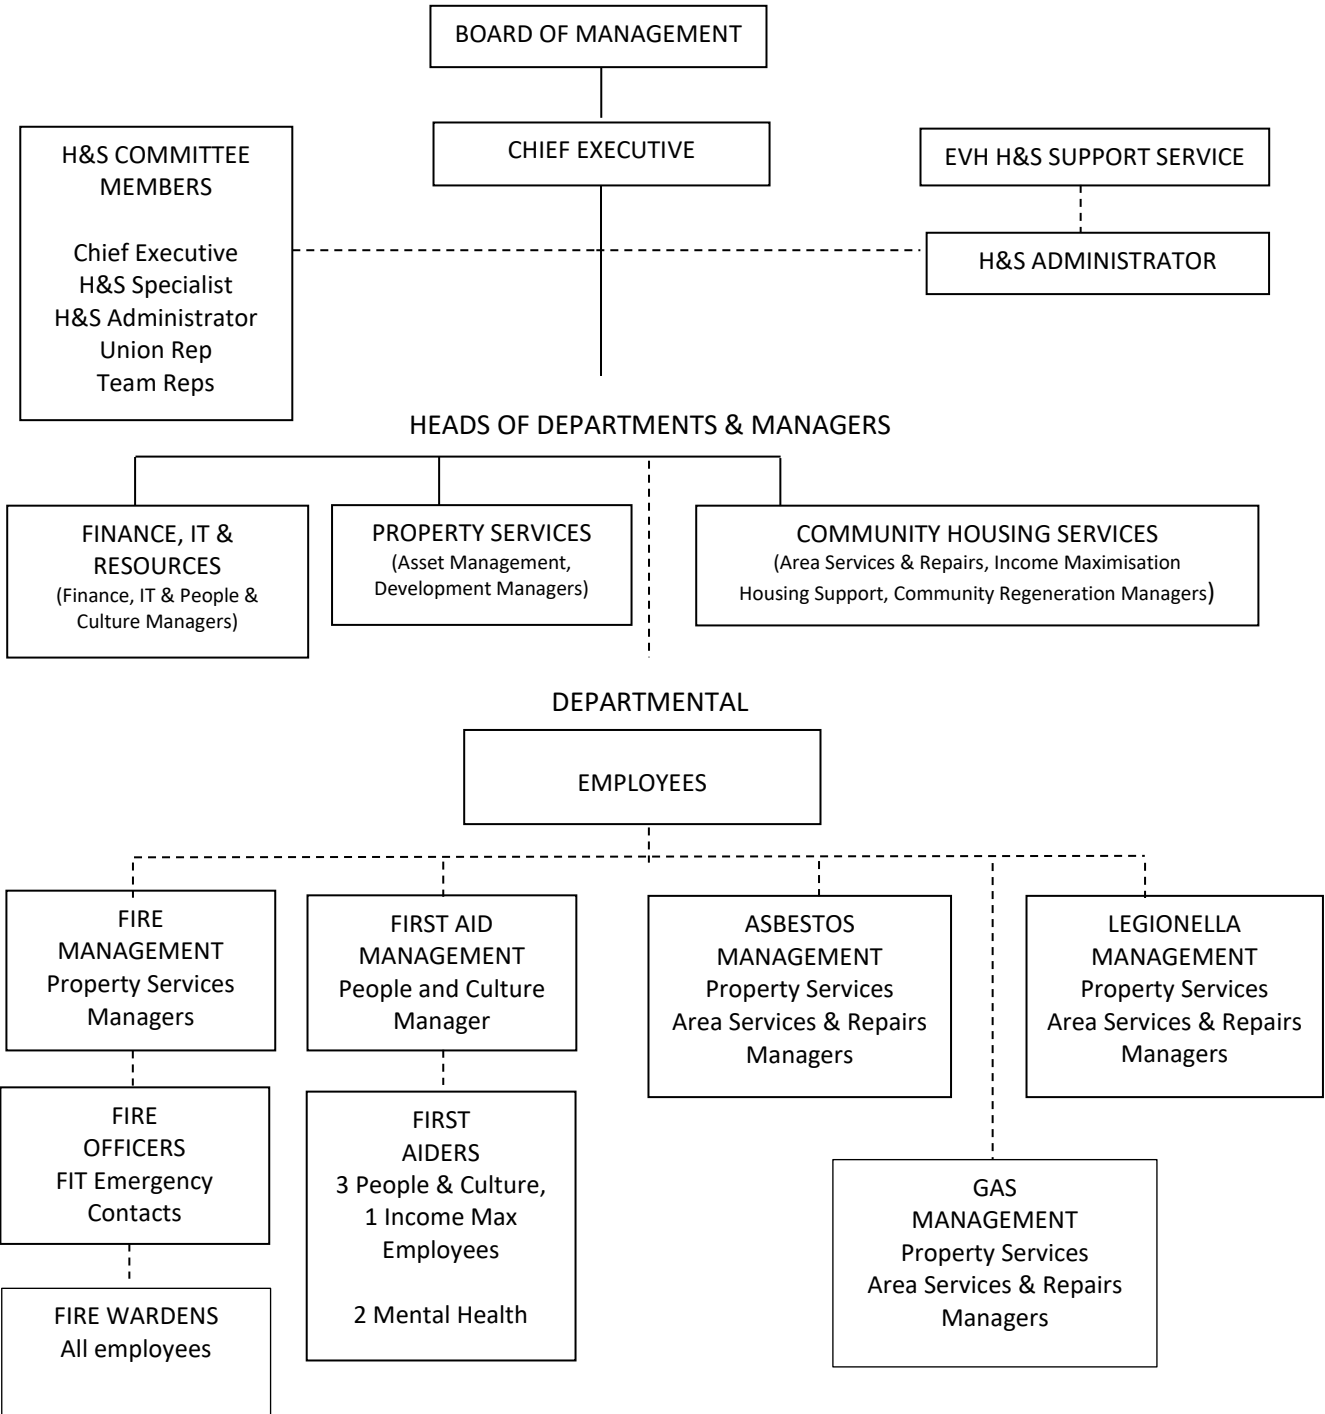 BOARD OF MANAGEMENT
CHIEF EXECUTIVE
H&S COMMITTEE
MEMBERS
Chief Executive
H&S Specialist
H&S Administrator
Union Rep
Team Reps
EVH H&S SUPPORT SERVICE
H&S ADMINISTRATOR
HEADS OF DEPARTMENTS & MANAGERS
FINANCE, IT &
RESOURCES
(Finance, IT & People &
Culture Managers)
PROPERTY SERVICES
(Asset Management,
Development Managers)
COMMUNITY HOUSING SERVICES
(Area Services & Repairs, Income Maximisation
Housing Support, Community Regeneration Managers)
DEPARTMENTAL
EMPLOYEES
FIRE
MANAGEMENT
Property Services
Managers
FIRST AID
MANAGEMENT
People and Culture
Manager
ASBESTOS
MANAGEMENT
Property Services
Area Services & Repairs
Managers
LEGIONELLA
MANAGEMENT
Property Services
Area Services & Repairs
Managers
FIRE
OFFICERS
FIT Emergency
Contacts
FIRST
AIDERS
3 People & Culture,
1 Income Max
Employees
2 Mental Health
GAS
MANAGEMENT
Property Services
Area Services & Repairs
Managers
FIRE WARDENS
All employees